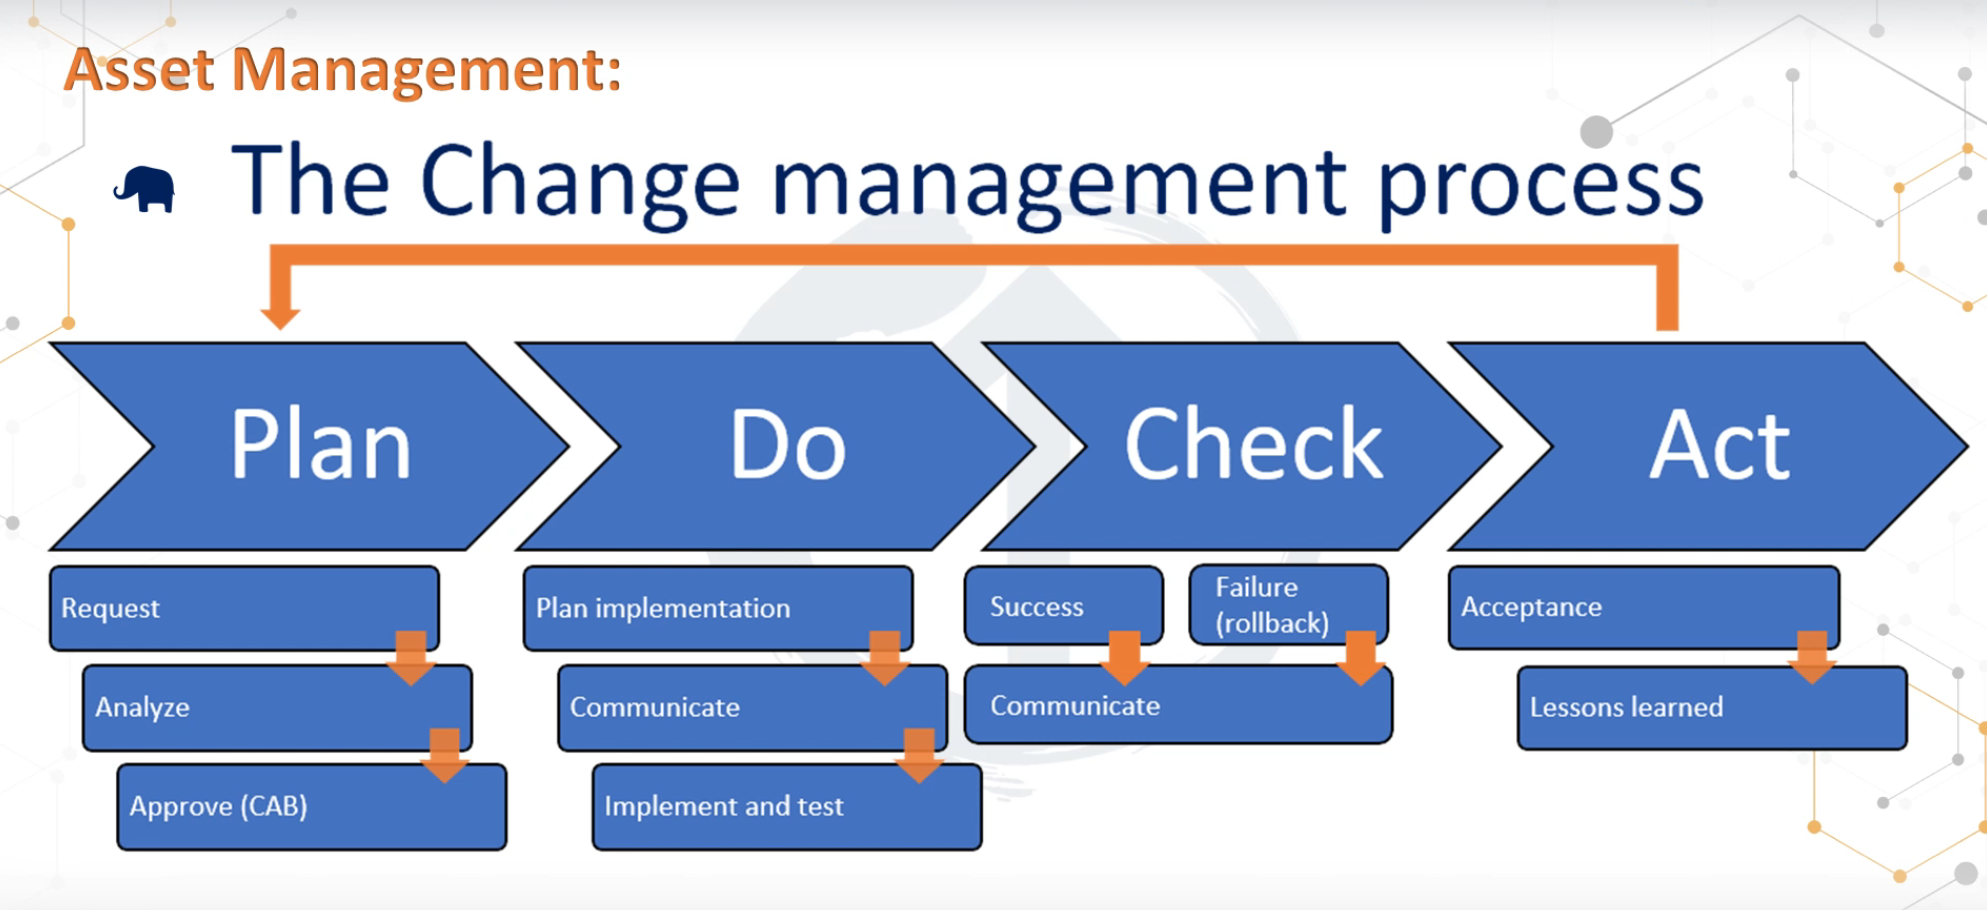 Asset Management:
The Change management process
Plan
Do
Check
Act
Request
Analyze
Approve (CAB)
Plan implementation
Communicate
Implement and test
Success
Failure
(rollback)
Communicate
Acceptance
Lessons learned